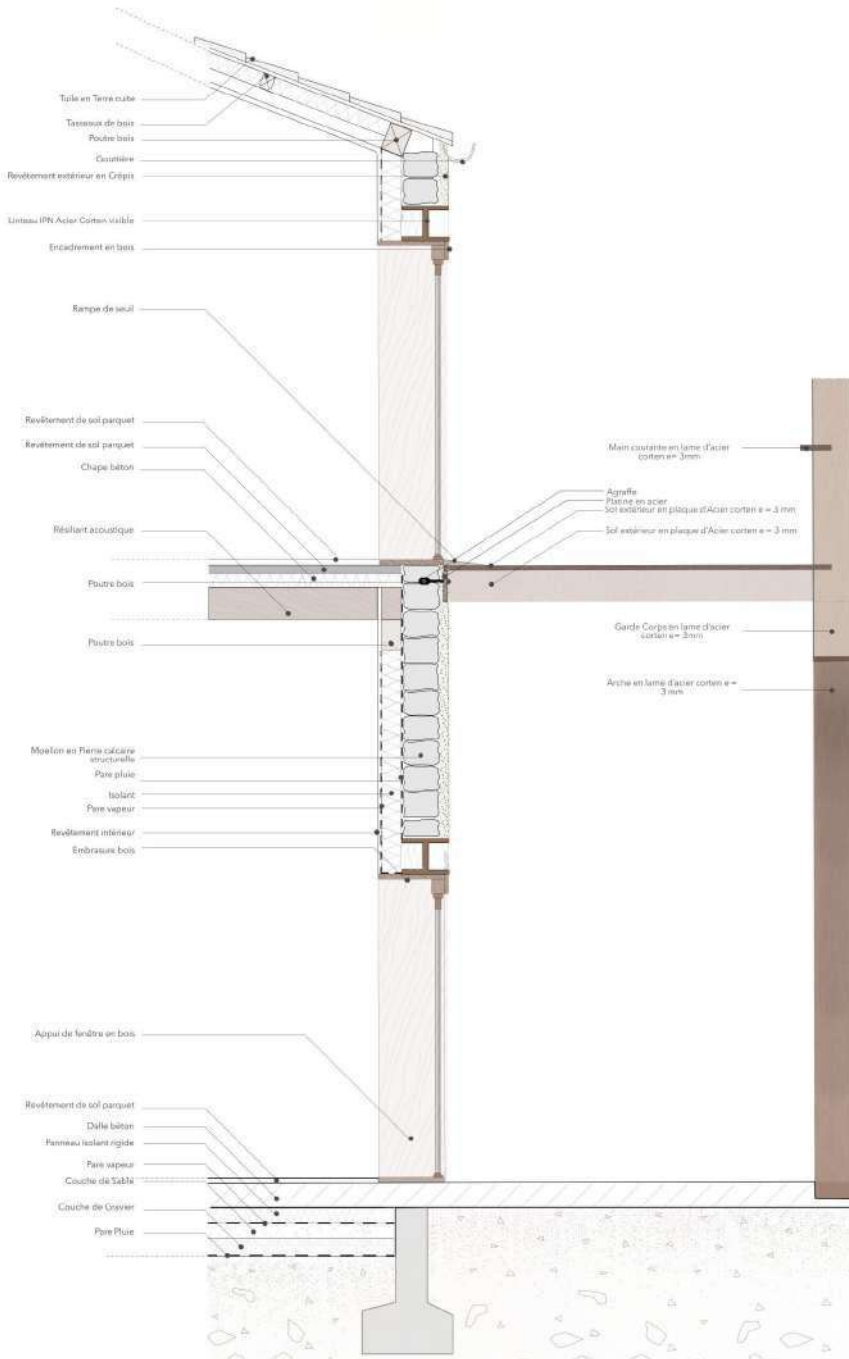 Tuile en Terre cuite
Tasseaux de bois
Poutre bois
Gouttière
Revêtement extérieur en Crépis
Linteau IPN Acier Corten visible
Encadrement en bois
Rampe de seuil
Revêtement de sol parquet
Revêtement de sol parquet
Chape béton
Résiliant acoustique
Poutre bois
Poutre bois
Moellon en Pierre calcaire
structurelle
Pare pluie
Isolant
Pare vapeur
Revêtement intérieur
Embrasure bois
Appui de fenêtre en bois
Revêtement de sol parquet
Dalle béton
Panneau Isolant rigide
Pare vapeur
Couche de Sable
Couche de Gravier
Pare Pluie
Main courante en lame d'acier
corten e= 3mm
Agraffe
Platine en acier
Sol extérieur en plaque d'Acier corten e = 3 mm
Sol extérieur en plaque d'Acier corten e = 3 mm
Garde Corps en lame d'acier
corten e= 3mm
Arche en lame d'acier corten e =
3 mm